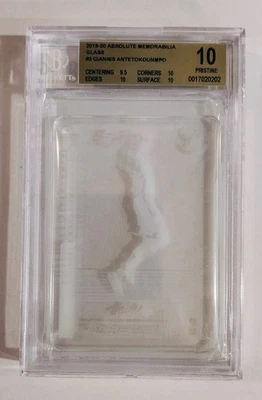 2019-20 ABSOLUTE MEMORABILIA
GLASS
#2 GIANNIS ANTETOKOUNMPO
CENTERING 9.5 CORNERS 10
EDGES 10 SURFACE 10
10
PRISTINE
0017020202